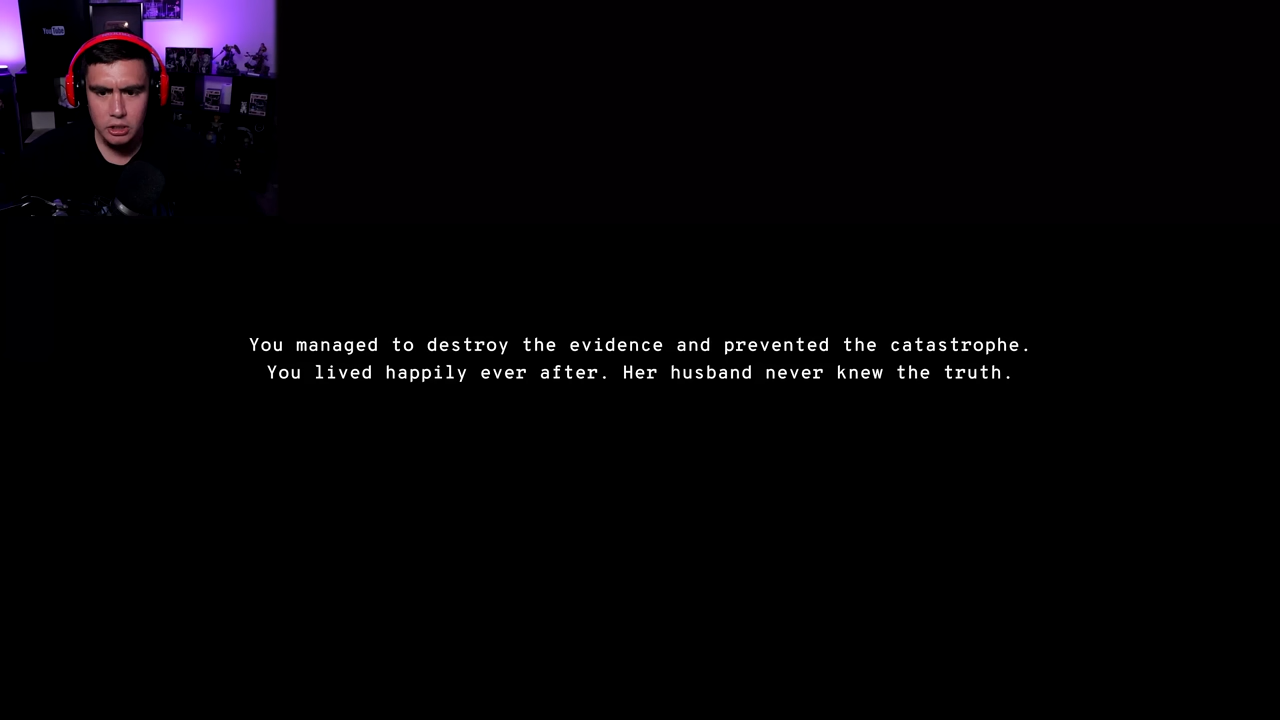 YouTube
You managed to destroy the evidence and prevented the catastrophe.
You lived happily ever after. Her husband never knew the truth.